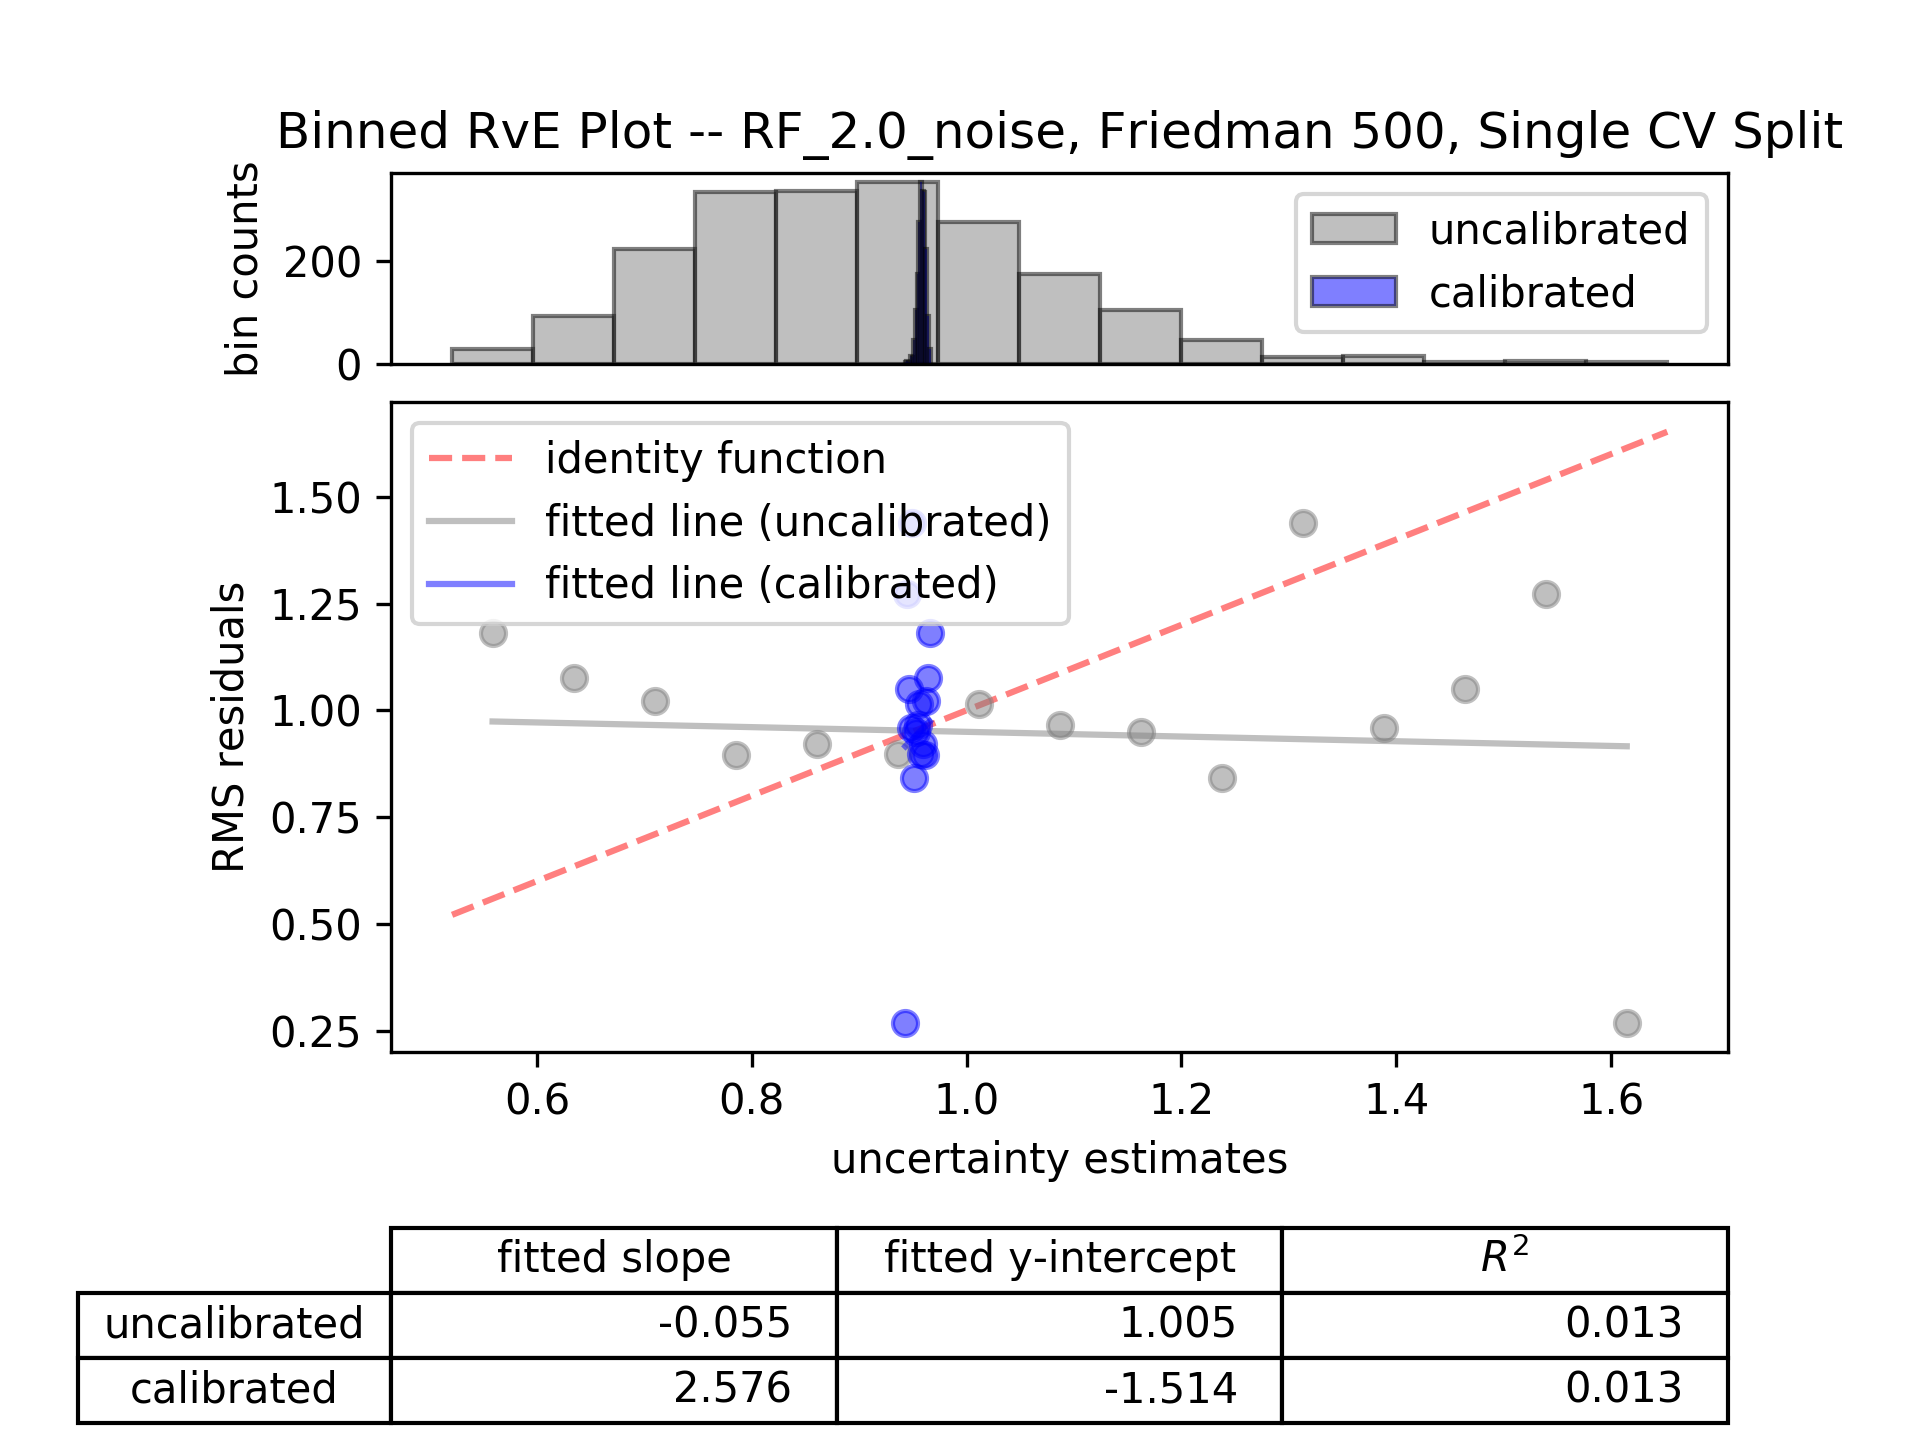 Binned RvE Plot -- RF_2.0_noise, Friedman 500, Single CV Split
bin counts
200
0
uncalibrated
calibrated
identity function
fitted line (uncalibrated)
fitted line (calibrated)
RMS residuals
1.50
1.25
1.00
0.75
0.50
0.25
0.6 0.8 1.0 1.2 1.4 1.6
uncertainty estimates
fitted slope fitted y-intercept R²
uncalibrated -0.055 1.005 0.013
calibrated 2.576 -1.514 0.013